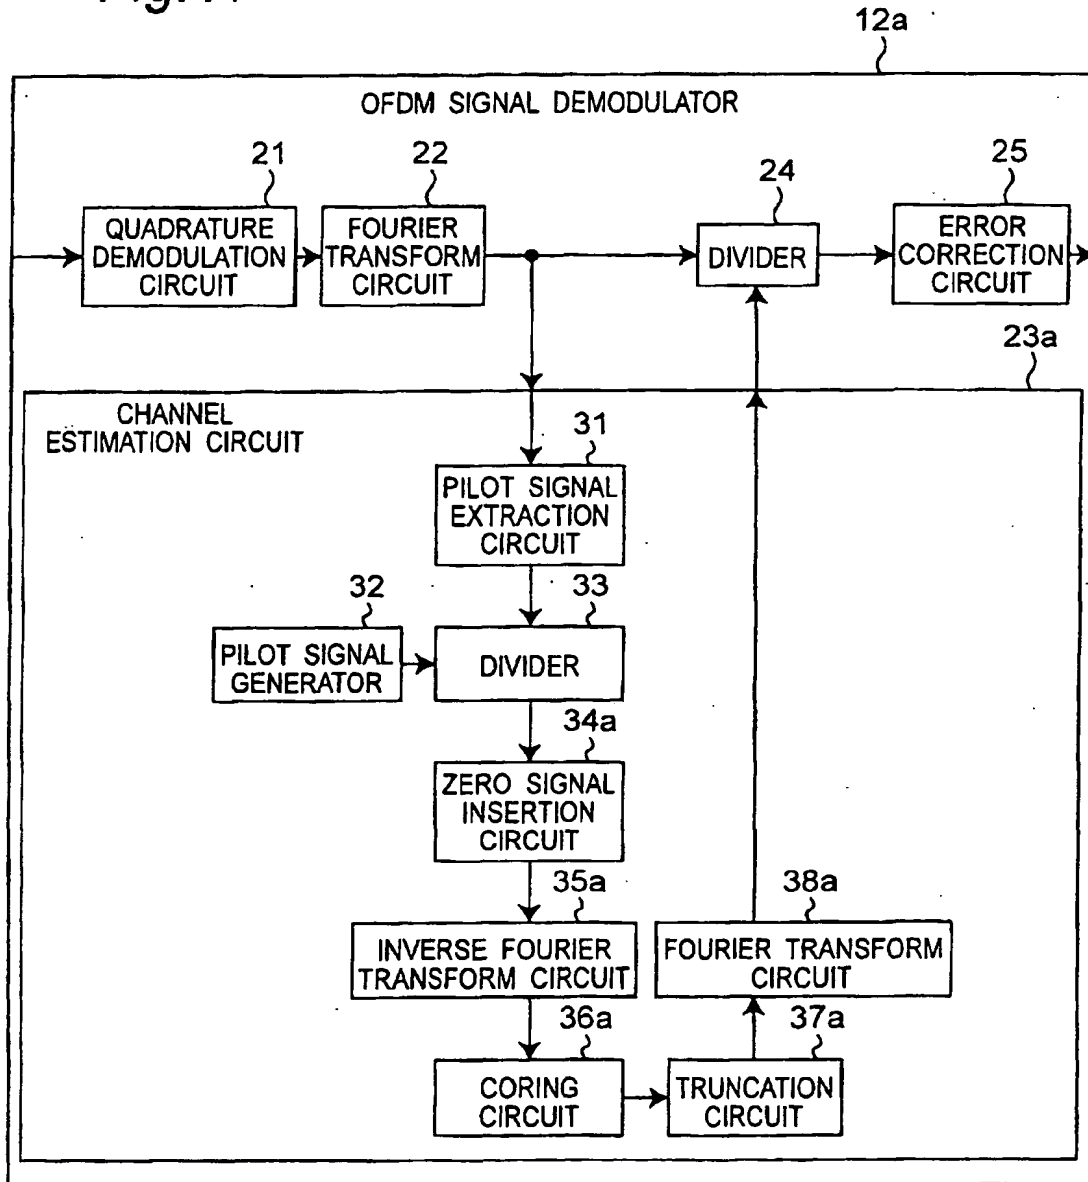 12a
OFDM SIGNAL DEMODULATOR
21
22
24
25
QUADRATURE
DEMODULATION
CIRCUIT
FOURIER
TRANSFORM
CIRCUIT
DIVIDER
ERROR
CORRECTION
CIRCUIT
23a
CHANNEL
ESTIMATION CIRCUIT
31
PILOT SIGNAL
EXTRACTION
CIRCUIT
32
33
PILOT SIGNAL
GENERATOR
DIVIDER
34a
ZERO SIGNAL
INSERTION
CIRCUIT
35a
38a
INVERSE FOURIER
TRANSFORM CIRCUIT
FOURIER TRANSFORM
CIRCUIT
36a
37a
CORING
CIRCUIT
TRUNCATION
CIRCUIT